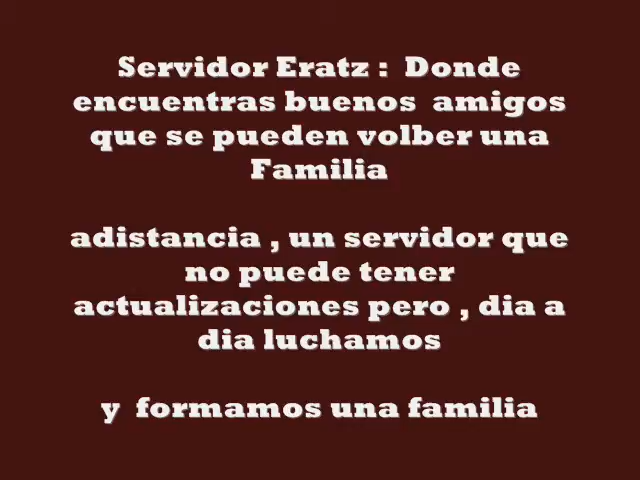 Servidor Eratz : Donde
encuentras buenos amigos
que se pueden volber una
Familia
adistancia , un servidor que
no puede tener
actualizaciones pero , dia a
dia luchamos
y formamos una familia